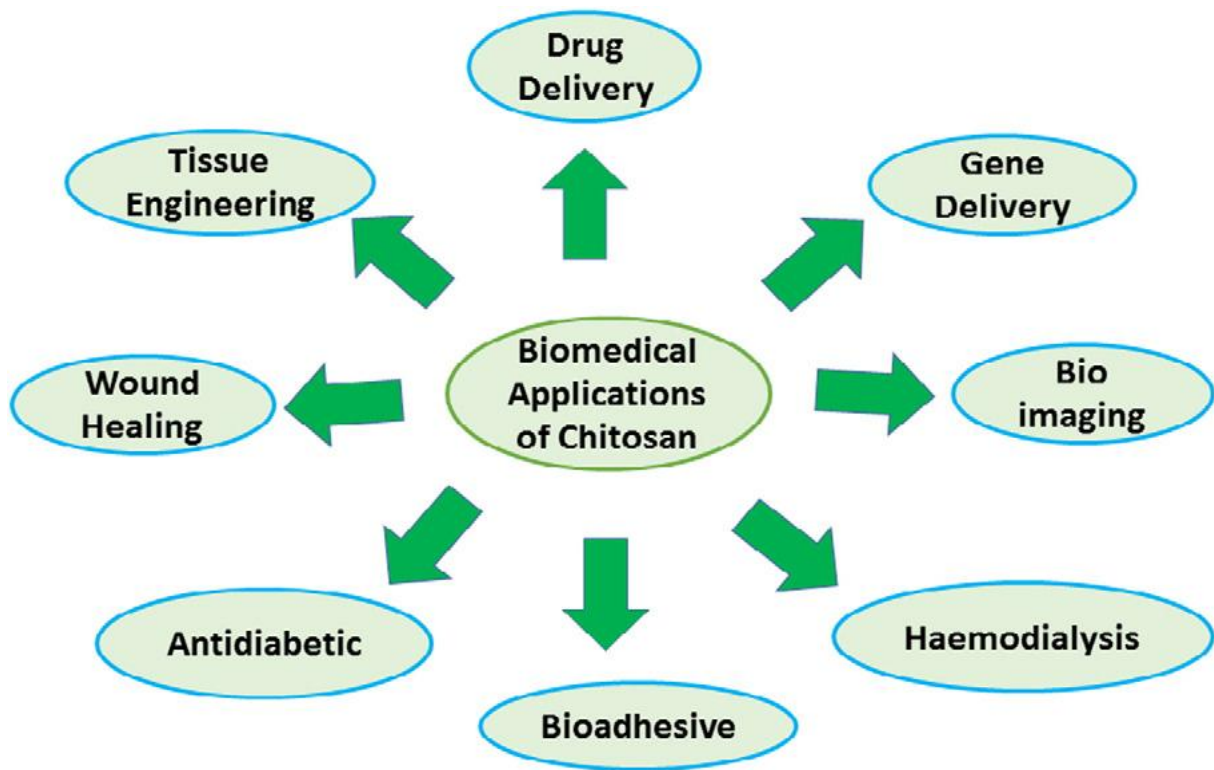 Drug
Delivery
Tissue
Engineering
Gene
Delivery
Wound
Healing
Biomedical
Applications
of Chitosan
Bio
imaging
Antidiabetic
Haemodialysis
Bioadhesive